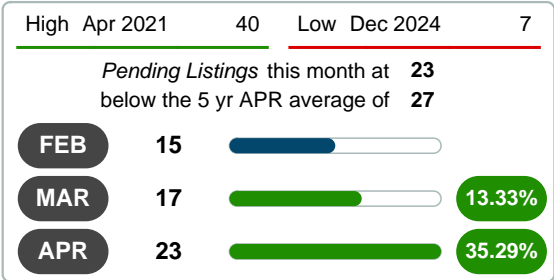 High Apr 2021 40 Low Dec 2024 7
Pending Listings this month at 23
below the 5 yr APR average of 27
FEB 15
MAR 17 13.33%
APR 23 35.29%